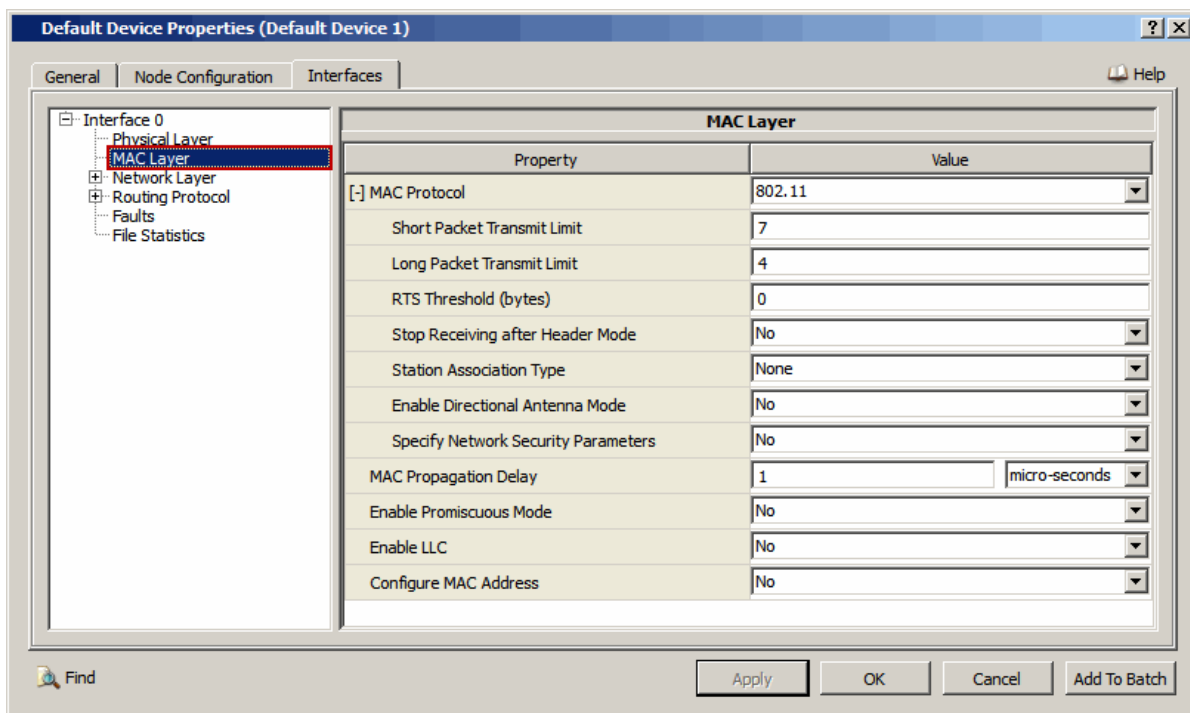 Default Device Properties (Default Device 1)
General
Node Configuration
Interfaces
Help
Interface 0
Physical Layer
MAC Layer
Network Layer
Routing Protocol
Faults
File Statistics
MAC Layer
Property Value
[-] MAC Protocol 802.11
Short Packet Transmit Limit 7
Long Packet Transmit Limit 4
RTS Threshold (bytes) 0
Stop Receiving after Header Mode No
Station Association Type None
Enable Directional Antenna Mode No
Specify Network Security Parameters No
MAC Propagation Delay 1 micro-seconds
Enable Promiscuous Mode No
Enable LLC No
Configure MAC Address No
Find
Apply
OK
Cancel
Add To Batch